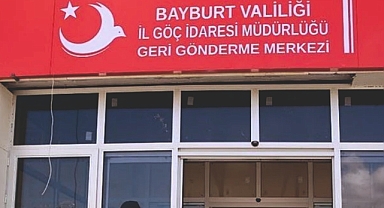 BAYBURT VALİLİĞİ
İL GÖÇ İDARESİ MÜDÜRLÜĞÜ
GERİ GÖNDERME MERKEZİ